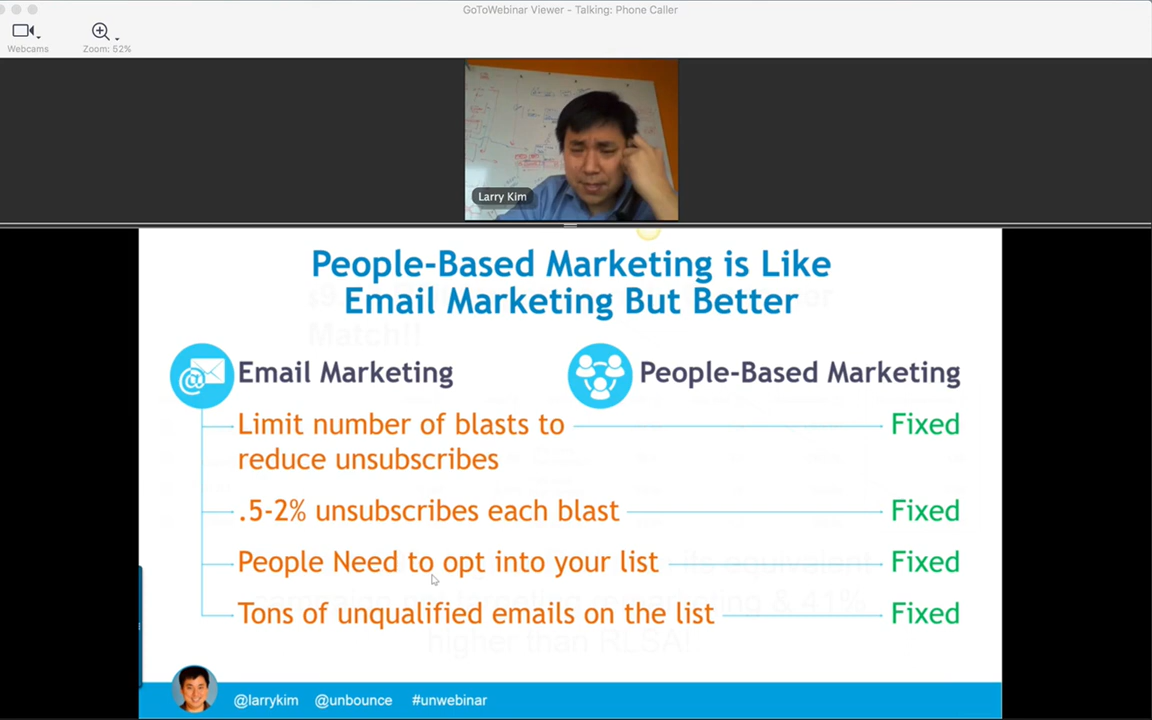 GoToWebinar Viewer - Talking: Phone Caller
Webcams
Zoom: 52%
Larry Kim
People-Based Marketing is Like
Email Marketing But Better
Email Marketing
People-Based Marketing
Limit number of blasts to
reduce unsubscribes
Fixed
.5-2% unsubscribes each blast
Fixed
People Need to opt into your list
Fixed
Tons of unqualified emails on the list
Fixed
higher than RLSA!
@larrykim @unbounce #unwebinar